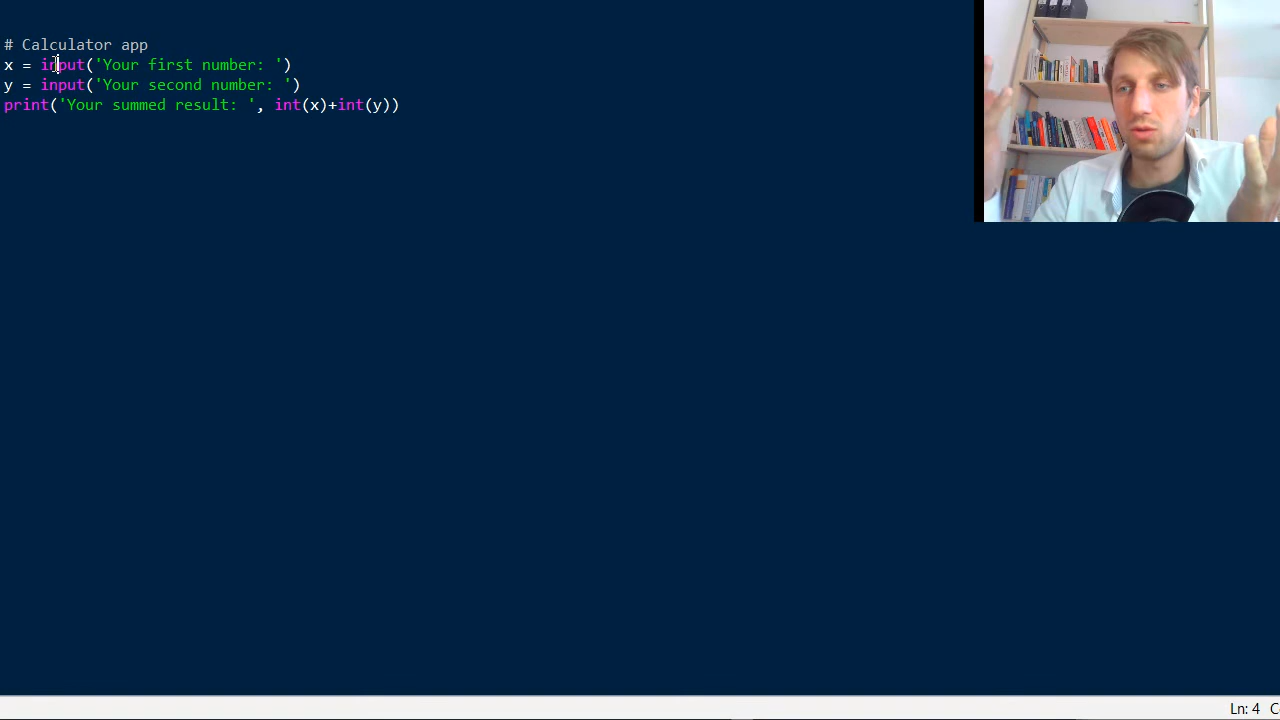 # Calculator app
x = input('Your first number: ')
y = input('Your second number: ')
print('Your summed result: ', int(x)+int(y))
Ln: 4